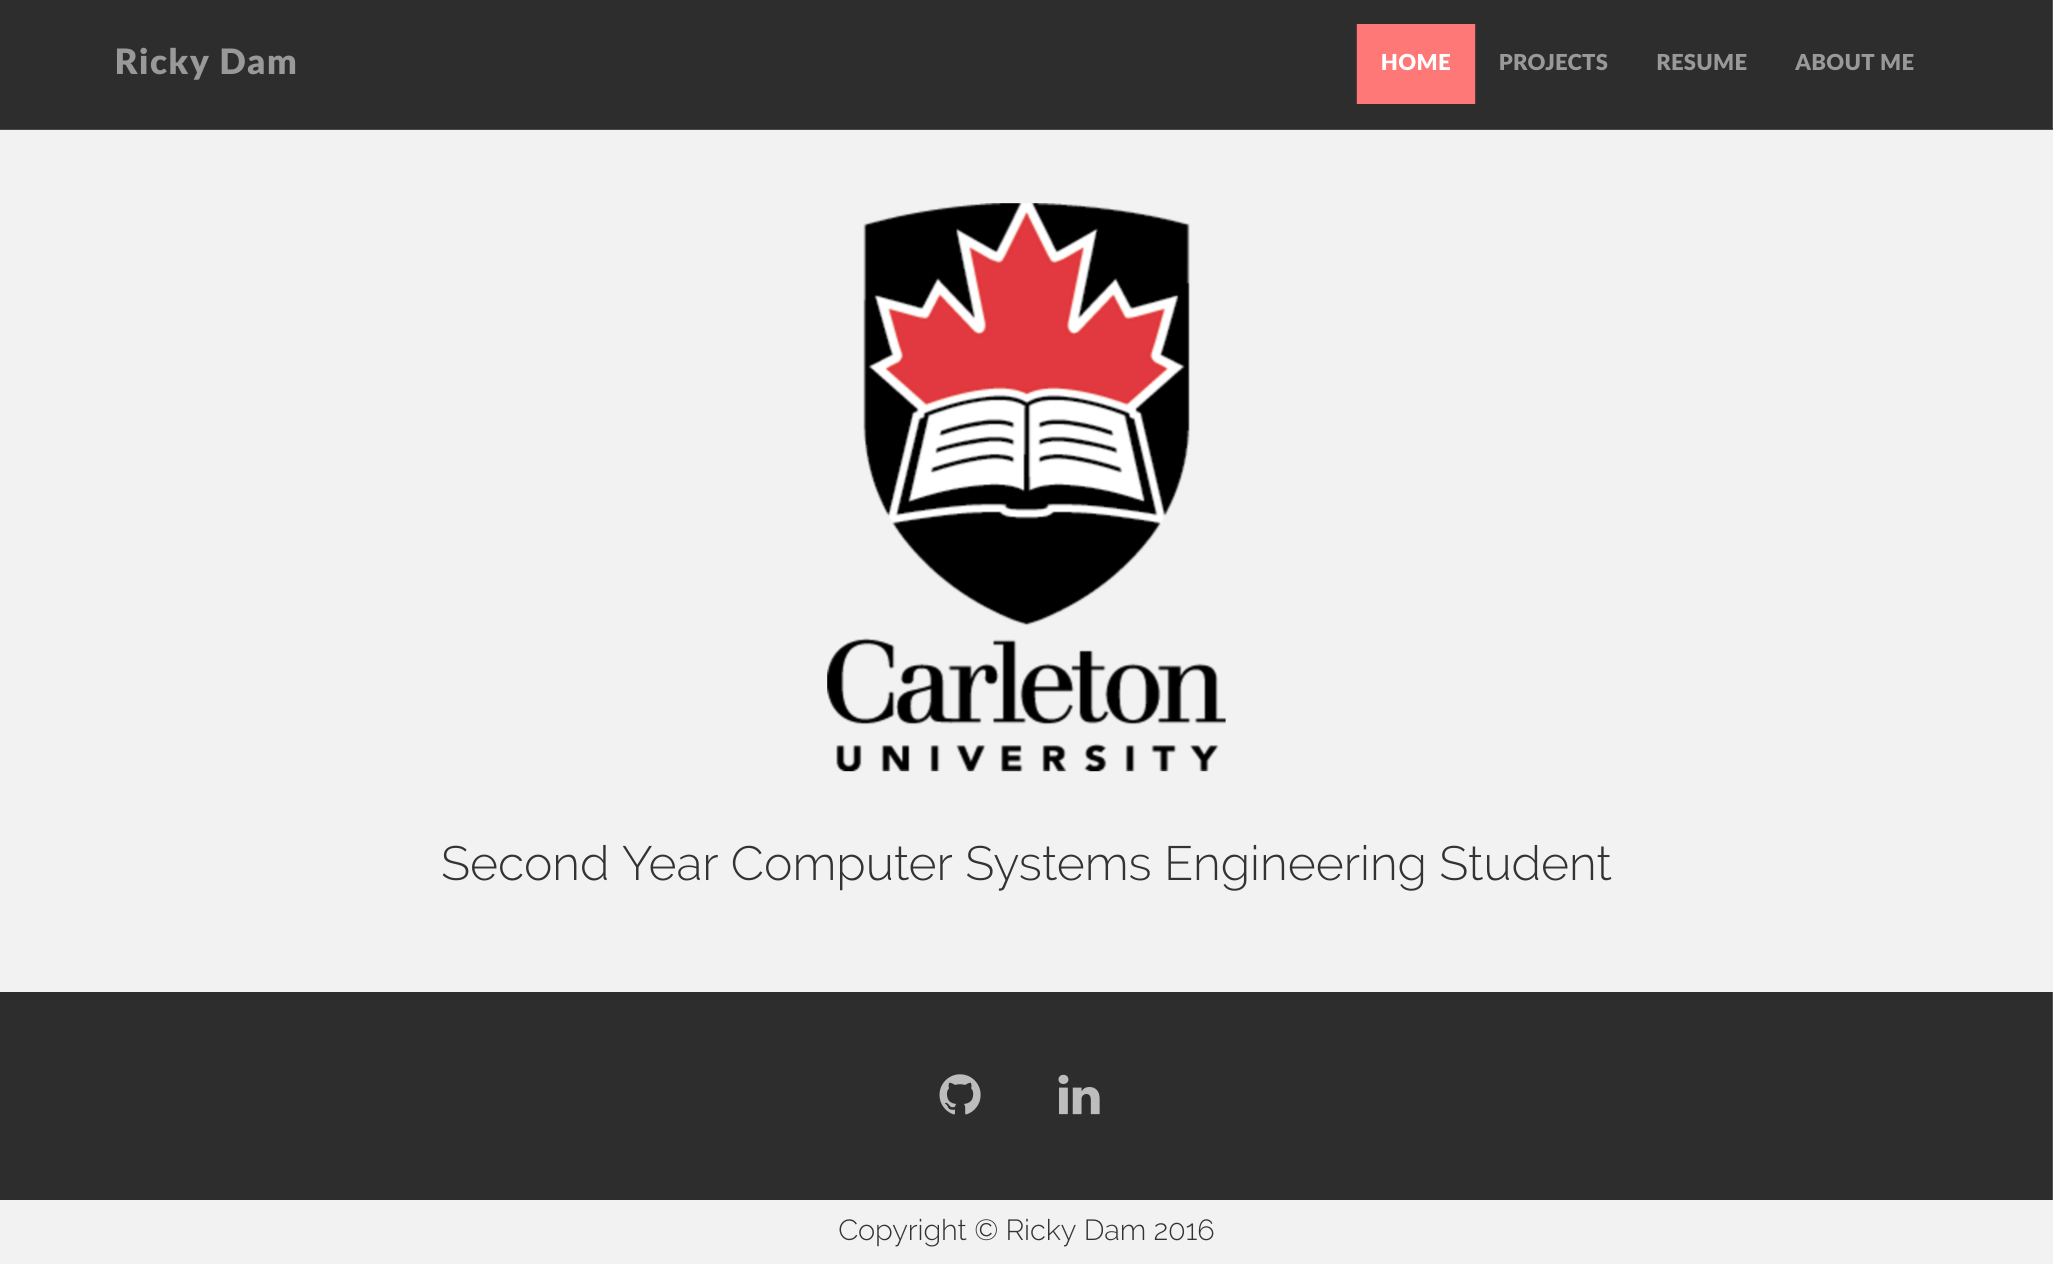 Ricky Dam
HOME PROJECTS RESUME ABOUT ME
Carleton
UNIVERSITY
Second Year Computer Systems Engineering Student
in
Copyright © Ricky Dam 2016